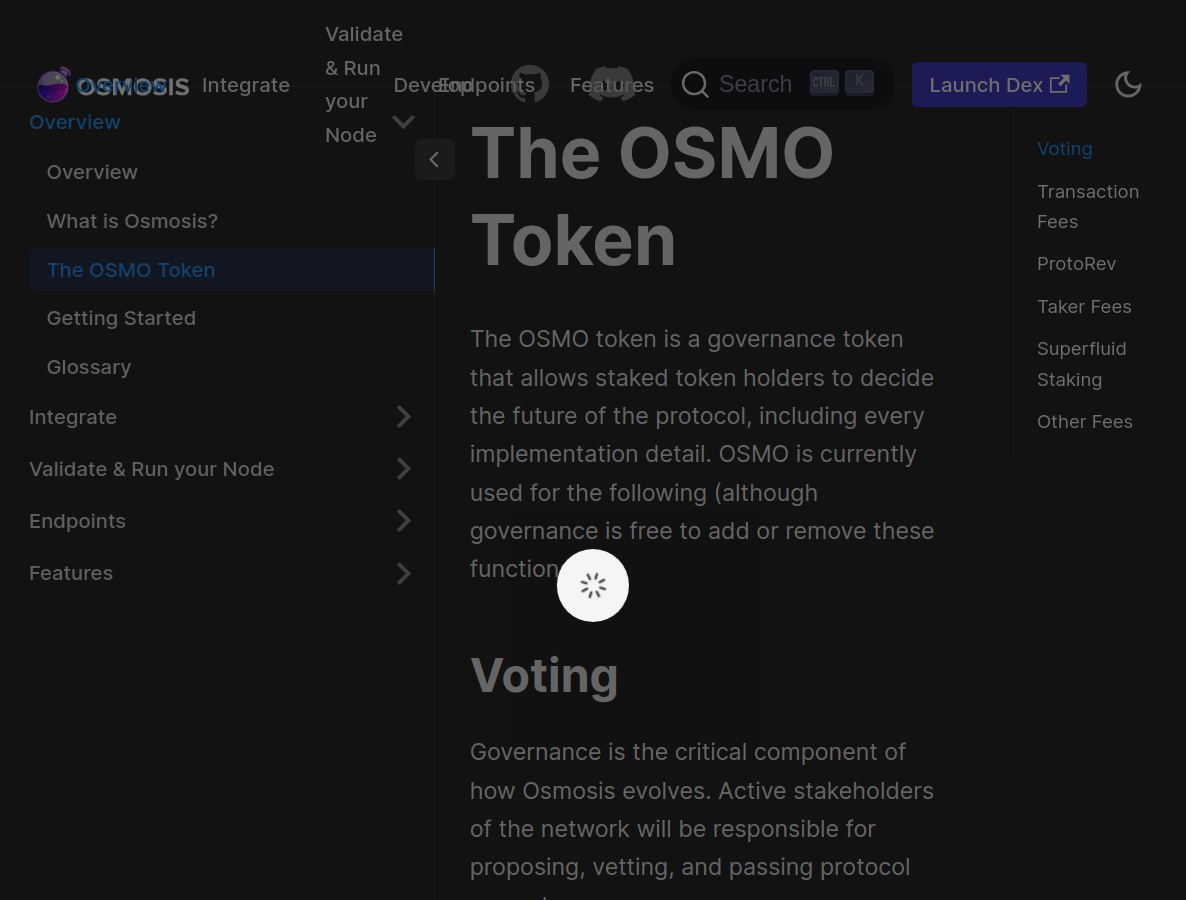 Validate
& Run
your
Node
Overview
OSMOSIS
Integrate
Develop
Endpoints
Features
Search
CTRL
K
Launch Dex
Overview
Overview
What is Osmosis?
The OSMO Token
Getting Started
Glossary
Integrate
Validate & Run your Node
Endpoints
Features
The OSMO
Token
The OSMO token is a governance token
that allows staked token holders to decide
the future of the protocol, including every
implementation detail. OSMO is currently
used for the following (although
governance is free to add or remove these
function
Voting
Governance is the critical component of
how Osmosis evolves. Active stakeholders
of the network will be responsible for
proposing, vetting, and passing protocol
Voting
Transaction
Fees
ProtoRev
Taker Fees
Superfluid
Staking
Other Fees